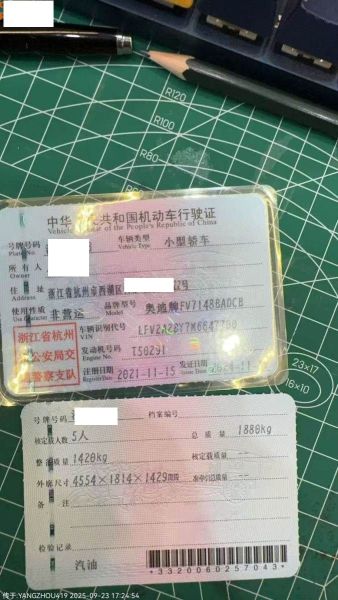 R120
R100
R80
中华人民共和国机动车行驶证
Vehicle License of the People's Republic of China
号牌号码
Plate No.
车辆类型
Vehicle Type
小型轿车
所有人
Owner
住址
Address
浙江省杭州市西湖区
号
使用性质
Use Character
非营运
品牌型号
Model
奥迪牌FV7148BADCB
浙江省杭州
市公安局交
通警察支队
车辆识别代号
VIN
发动机号码
Engine No.
注册日期
Register Date
2021-11-15
发证日期
Issue Date
23×17
16×10
号牌号码
档案编号
核定载人数 5人
总质量 1880kg
整备质量 1420kg
核定载质量 --
外廓尺寸 4554×1814×1429mm
准牵引总质量 --
备注
检验记录
汽油
*3320060257043*
线于:YANGZHOU419 2025-09-23 17:24:54